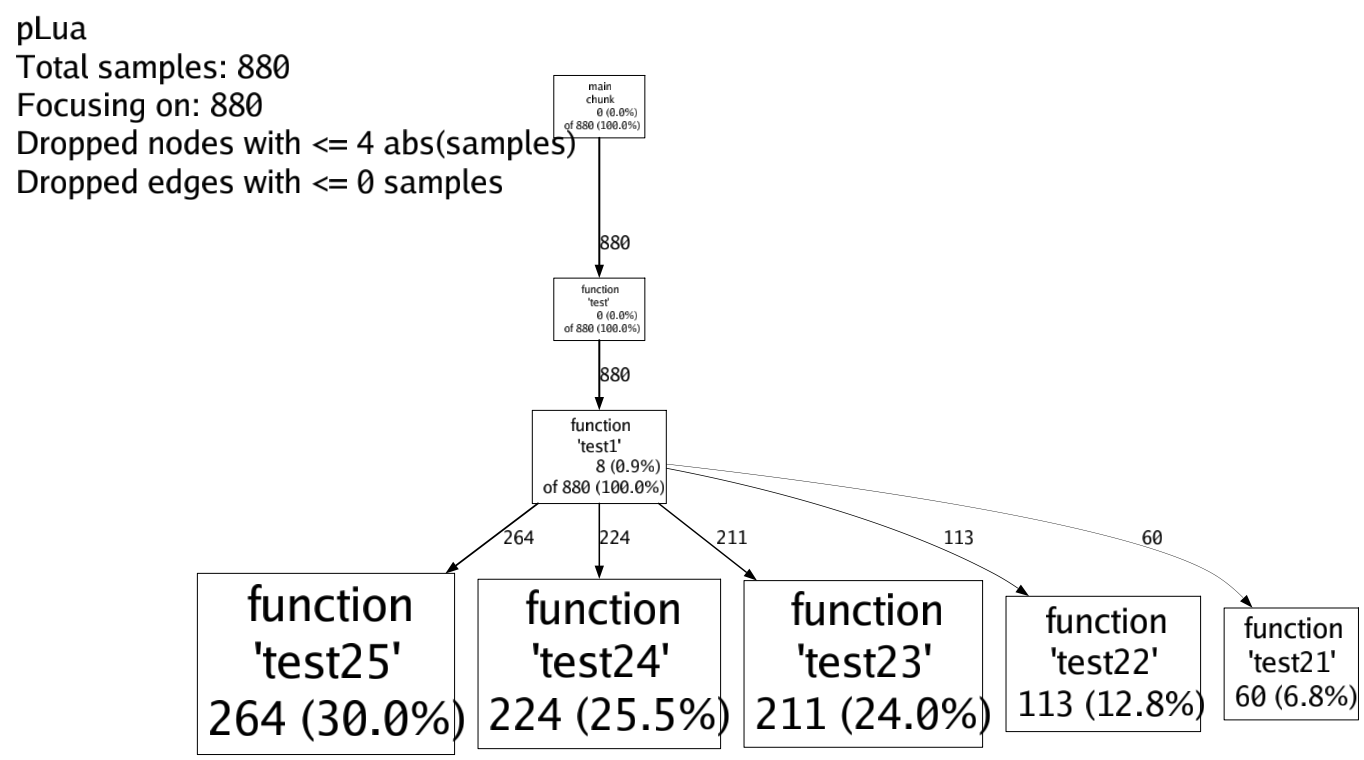 pLua
Total samples: 880
Focusing on: 880
Dropped nodes with <= 4 abs(samples)
Dropped edges with <= 0 samples
main
chunk
0 (0.0%)
of 880 (100.0%)
880
function
'test'
0 (0.0%)
of 880 (100.0%)
880
function
'test1'
8 (0.9%)
of 880 (100.0%)
264
224
211
113
60
function
'test25'
264 (30.0%)
function
'test24'
224 (25.5%)
function
'test23'
211 (24.0%)
function
'test22'
113 (12.8%)
function
'test21'
60 (6.8%)